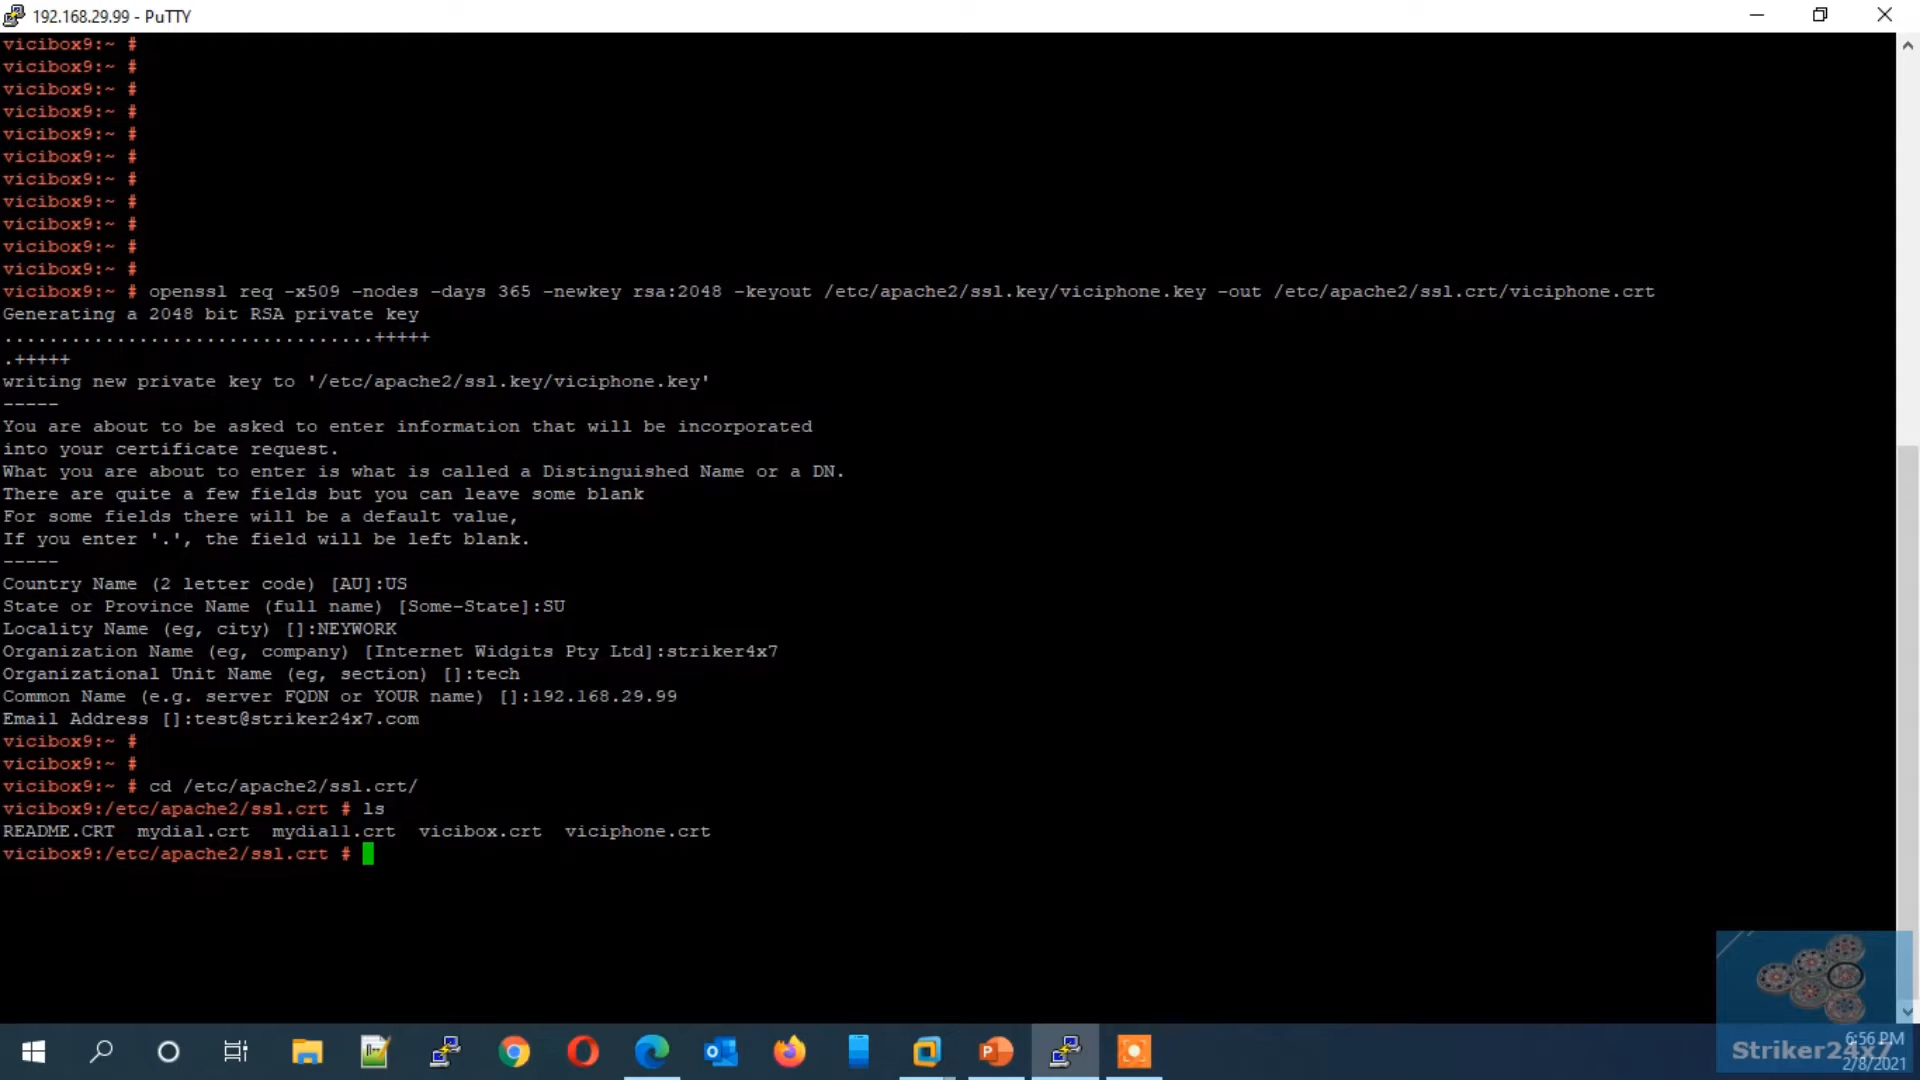 192.168.29.99 - PuTTY
vicibox9:~ #
vicibox9:~ #
vicibox9:~ #
vicibox9:~ #
vicibox9:~ #
vicibox9:~ #
vicibox9:~ #
vicibox9:~ #
vicibox9:~ #
vicibox9:~ #
vicibox9:~ #
vicibox9:~ # openssl req -x509 -nodes -days 365 -newkey rsa:2048 -keyout /etc/apache2/ssl.key/viciphone.key -out /etc/apache2/ssl.crt/viciphone.crt
Generating a 2048 bit RSA private key
.................................+++++
.+++++
writing new private key to '/etc/apache2/ssl.key/viciphone.key'
-----
You are about to be asked to enter information that will be incorporated
into your certificate request.
What you are about to enter is what is called a Distinguished Name or a DN.
There are quite a few fields but you can leave some blank
For some fields there will be a default value,
If you enter '.', the field will be left blank.
-----
Country Name (2 letter code) [AU]:US
State or Province Name (full name) [Some-State]:SU
Locality Name (eg, city) []:NEYWORK
Organization Name (eg, company) [Internet Widgits Pty Ltd]:striker4x7
Organizational Unit Name (eg, section) []:tech
Common Name (e.g. server FQDN or YOUR name) []:192.168.29.99
Email Address []:test@striker24x7.com
vicibox9:~ #
vicibox9:~ #
vicibox9:~ # cd /etc/apache2/ssl.crt/
vicibox9:/etc/apache2/ssl.crt # ls
README.CRT  mydial.crt  mydial1.crt  vicibox.crt  viciphone.crt
vicibox9:/etc/apache2/ssl.crt #
6:56 PM
Striker24x7
2/8/2021